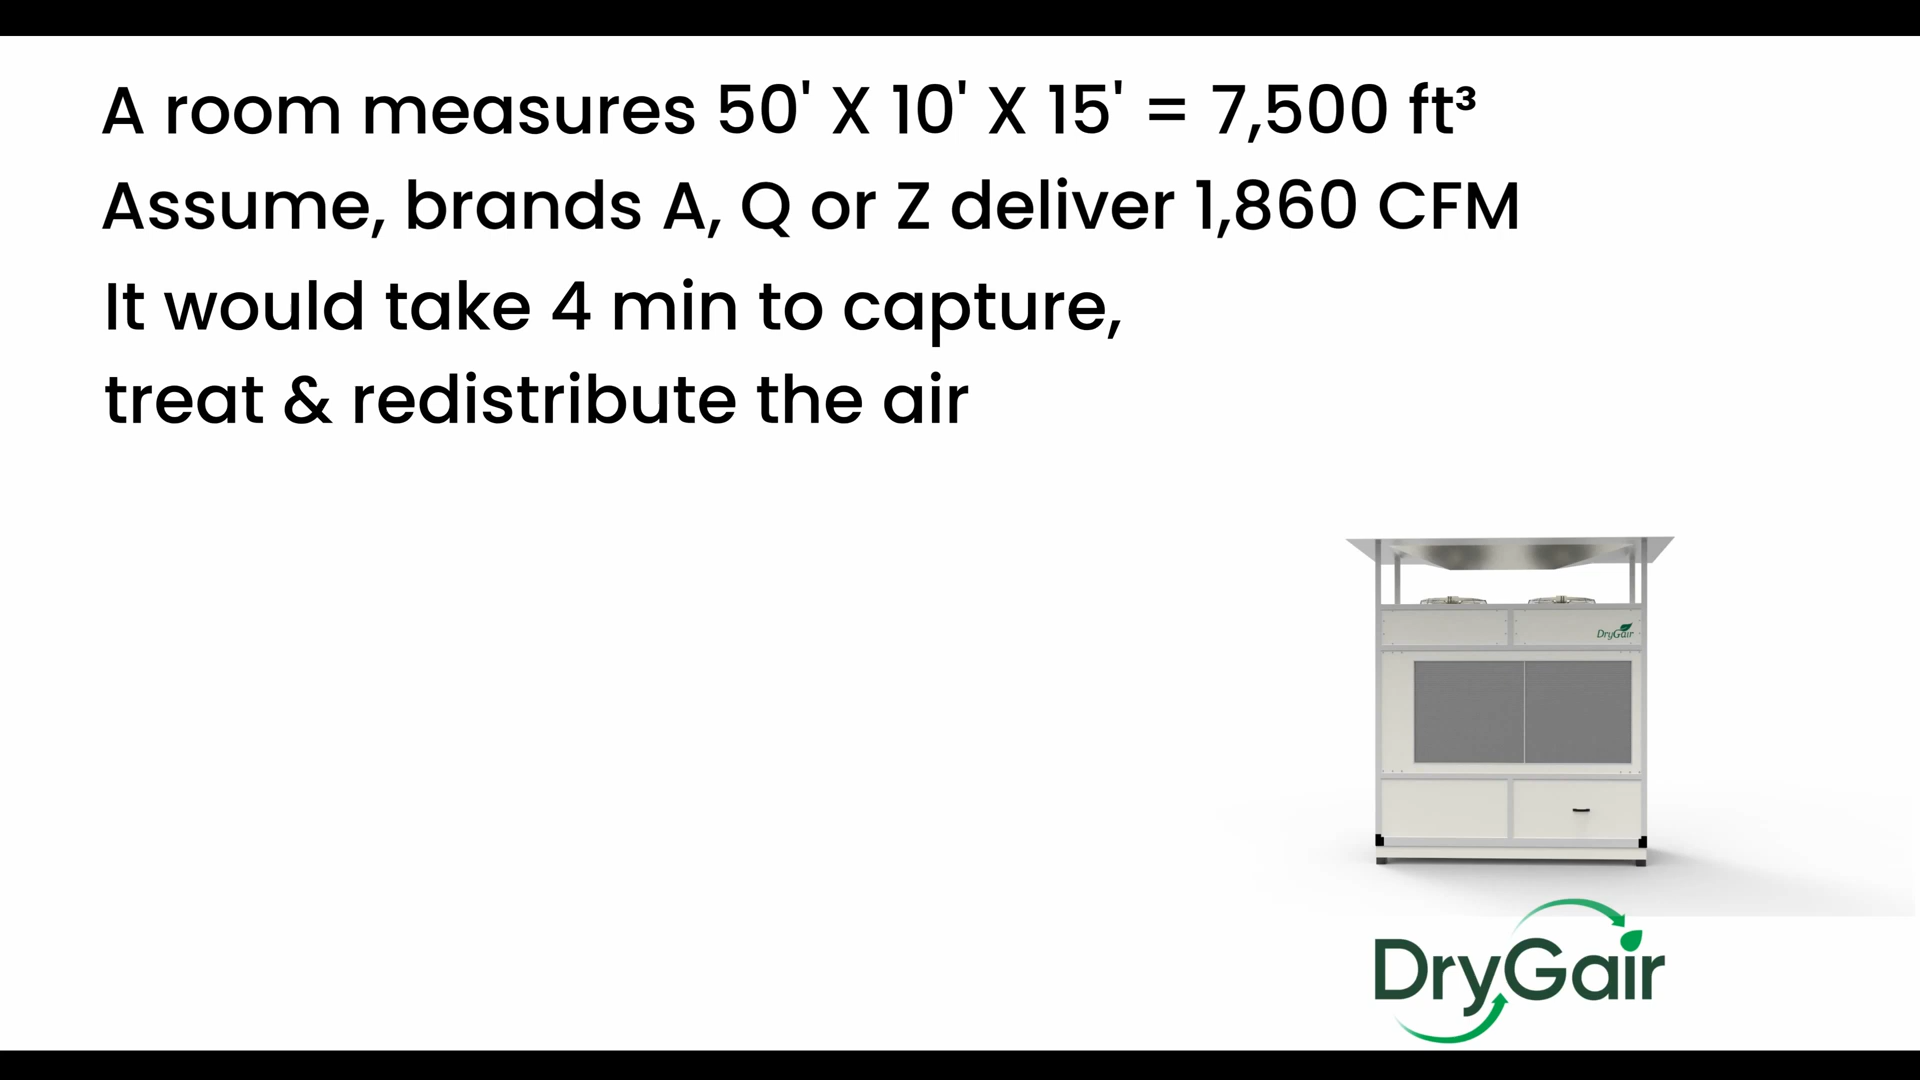 A room measures 50' X 10' X 15' = 7,500 ft³
Assume, brands A, Q or Z deliver 1,860 CFM
It would take 4 min to capture,
treat & redistribute the air
DryGair
DryGair